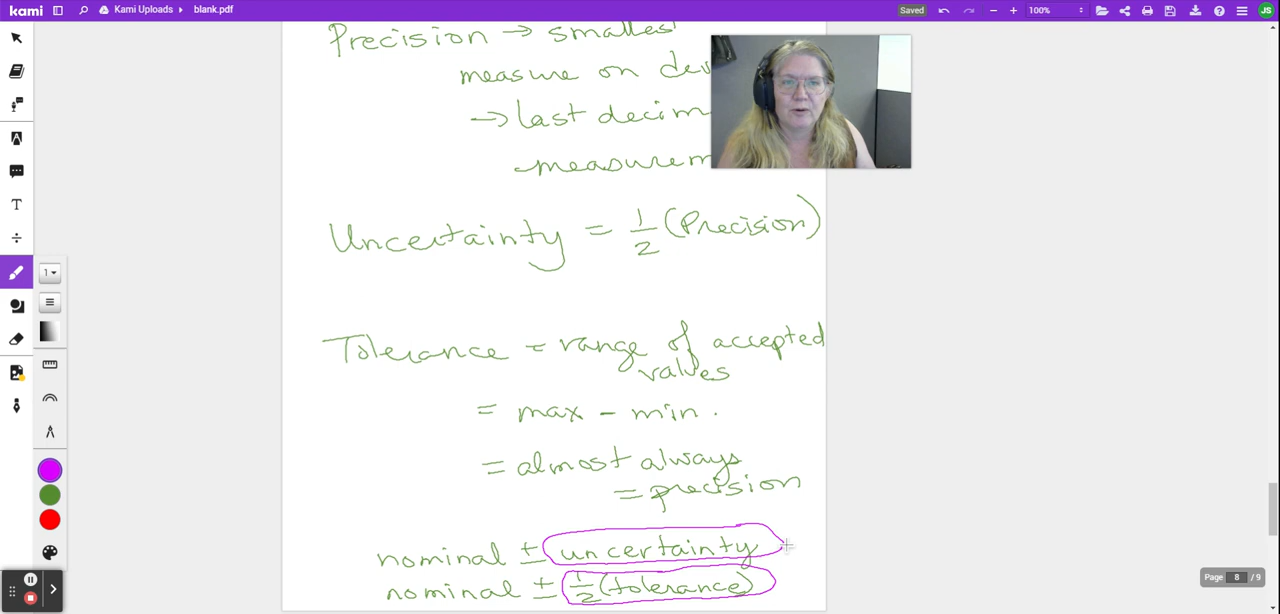 kami
Kami Uploads
blank.pdf
Saved
100%
JS
Precision → smallest
measure on dev
→ last decim
measurem
Uncertainty = 1/2 (Precision)
Tolerance = range of accepted
values
= max - min .
= almost always
= precision
nominal ± uncertainty
nominal ± 1/2 (tolerance)
T
1
Page 8 / 9